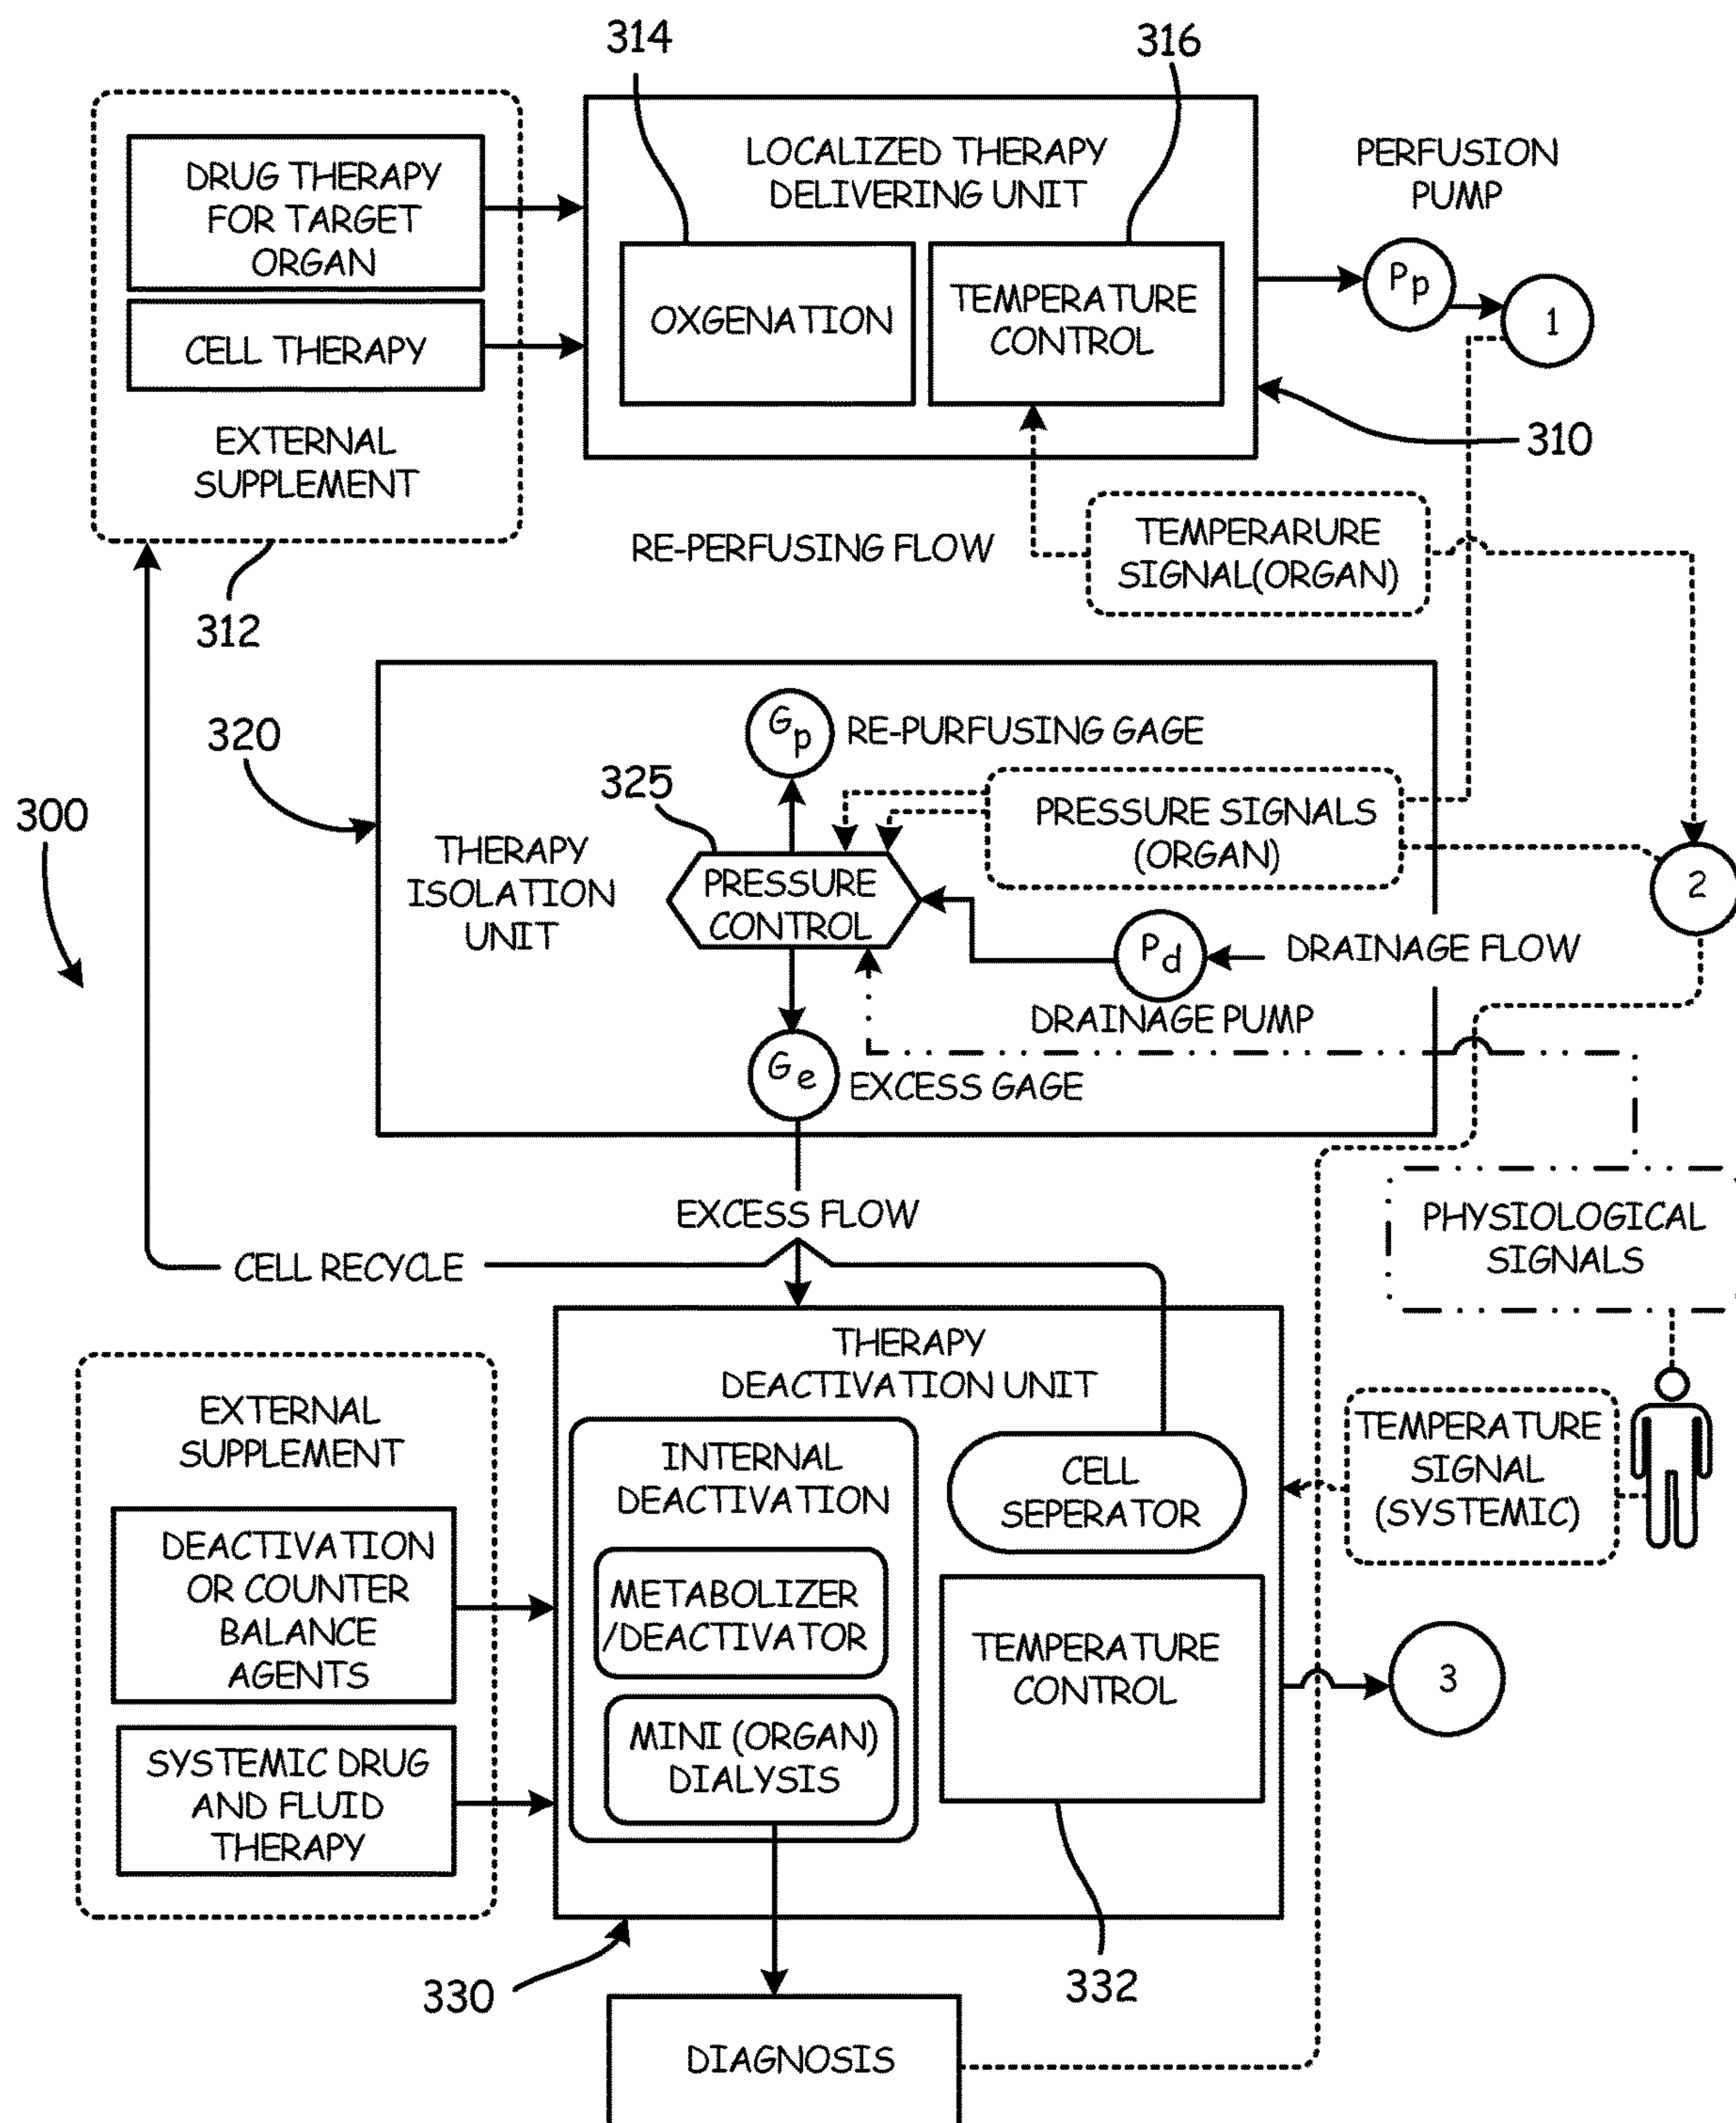 314
316
DRUG THERAPY
FOR TARGET
ORGAN
CELL THERAPY
EXTERNAL
SUPPLEMENT
312
LOCALIZED THERAPY
DELIVERING UNIT
OXGENATION
TEMPERATURE
CONTROL
PERFUSION
PUMP
Pp
1
310
RE-PERFUSING FLOW
TEMPERARURE
SIGNAL(ORGAN)
300
320
THERAPY
ISOLATION
UNIT
Gp
RE-PURFUSING GAGE
325
PRESSURE
CONTROL
PRESSURE SIGNALS
(ORGAN)
2
Pd
DRAINAGE FLOW
DRAINAGE PUMP
Ge
EXCESS GAGE
EXCESS FLOW
CELL RECYCLE
PHYSIOLOGICAL
SIGNALS
EXTERNAL
SUPPLEMENT
DEACTIVATION
OR COUNTER
BALANCE
AGENTS
SYSTEMIC DRUG
AND FLUID
THERAPY
THERAPY
DEACTIVATION UNIT
INTERNAL
DEACTIVATION
METABOLIZER
/DEACTIVATOR
MINI (ORGAN)
DIALYSIS
CELL
SEPERATOR
TEMPERATURE
CONTROL
TEMPERATURE
SIGNAL
(SYSTEMIC)
3
330
332
DIAGNOSIS